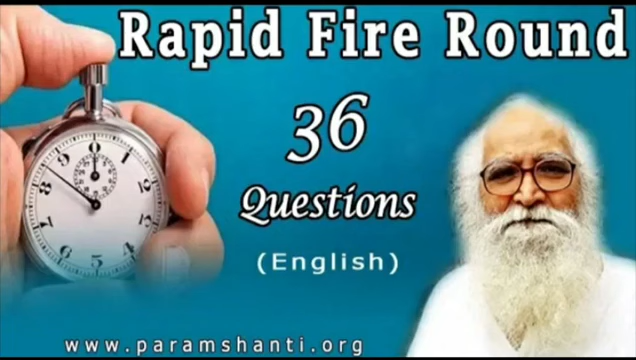 Rapid Fire Round
36
Questions
(English)
www.paramshanti.org